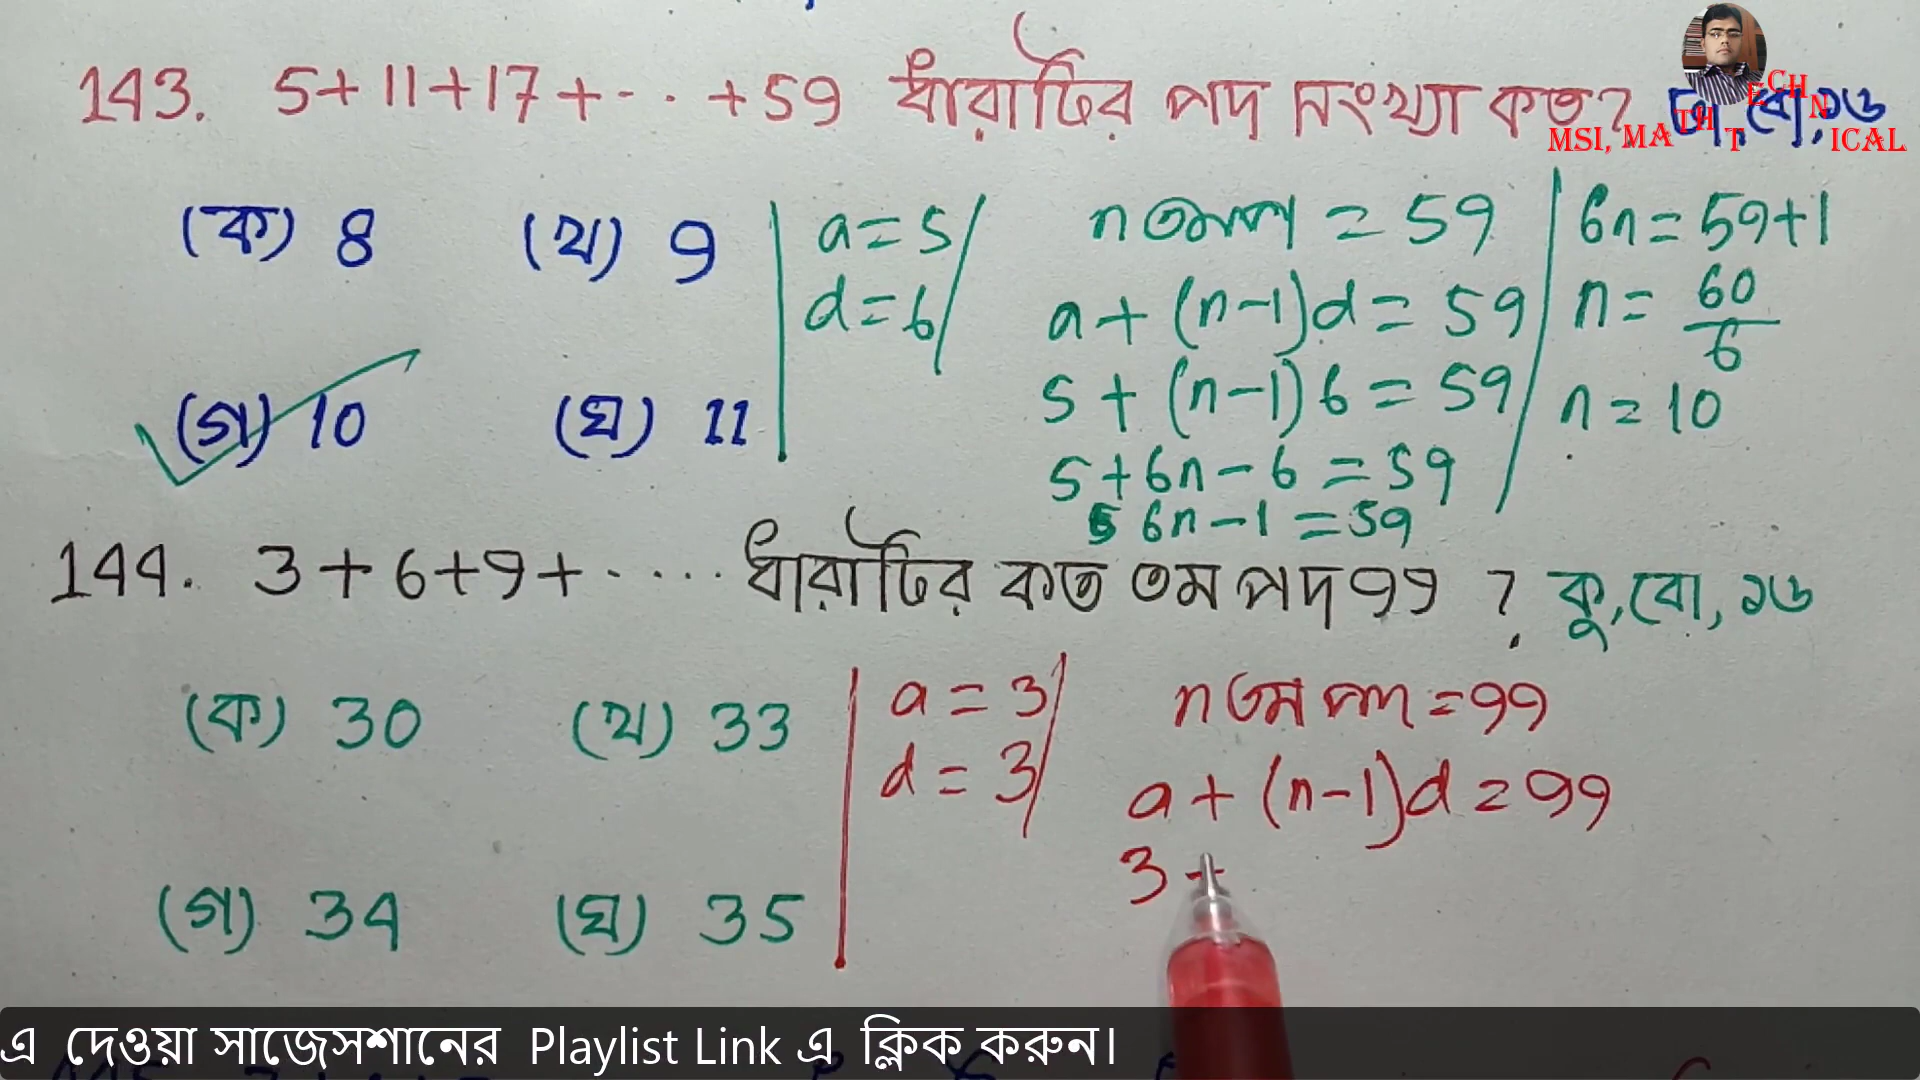 143. 5+11+17+ ··· +59 ধারাটির পদ সংখ্যা কত? ঢা,বো,১৬
MSI, MATH TECHNICAL
(ক) 8 (খ) 9
(গ) 10 (ঘ) 11
a=5
d=6
n তম পদ = 59
a+(n-1)d=59
5+(n-1)6=59
5+6n-6=59
6n-1=59
6n=59+1
n=60/6
n=10
144. 3+6+9+····· ধারাটির কত তম পদ 99 ? কু,বো,১৬
(ক) 30 (খ) 33
(গ) 34 (ঘ) 35
a=3
d=3
n তম পদ=99
a+(n-1)d=99
3+
এ দেওয়া সাজেসশানের Playlist Link এ ক্লিক করুন।